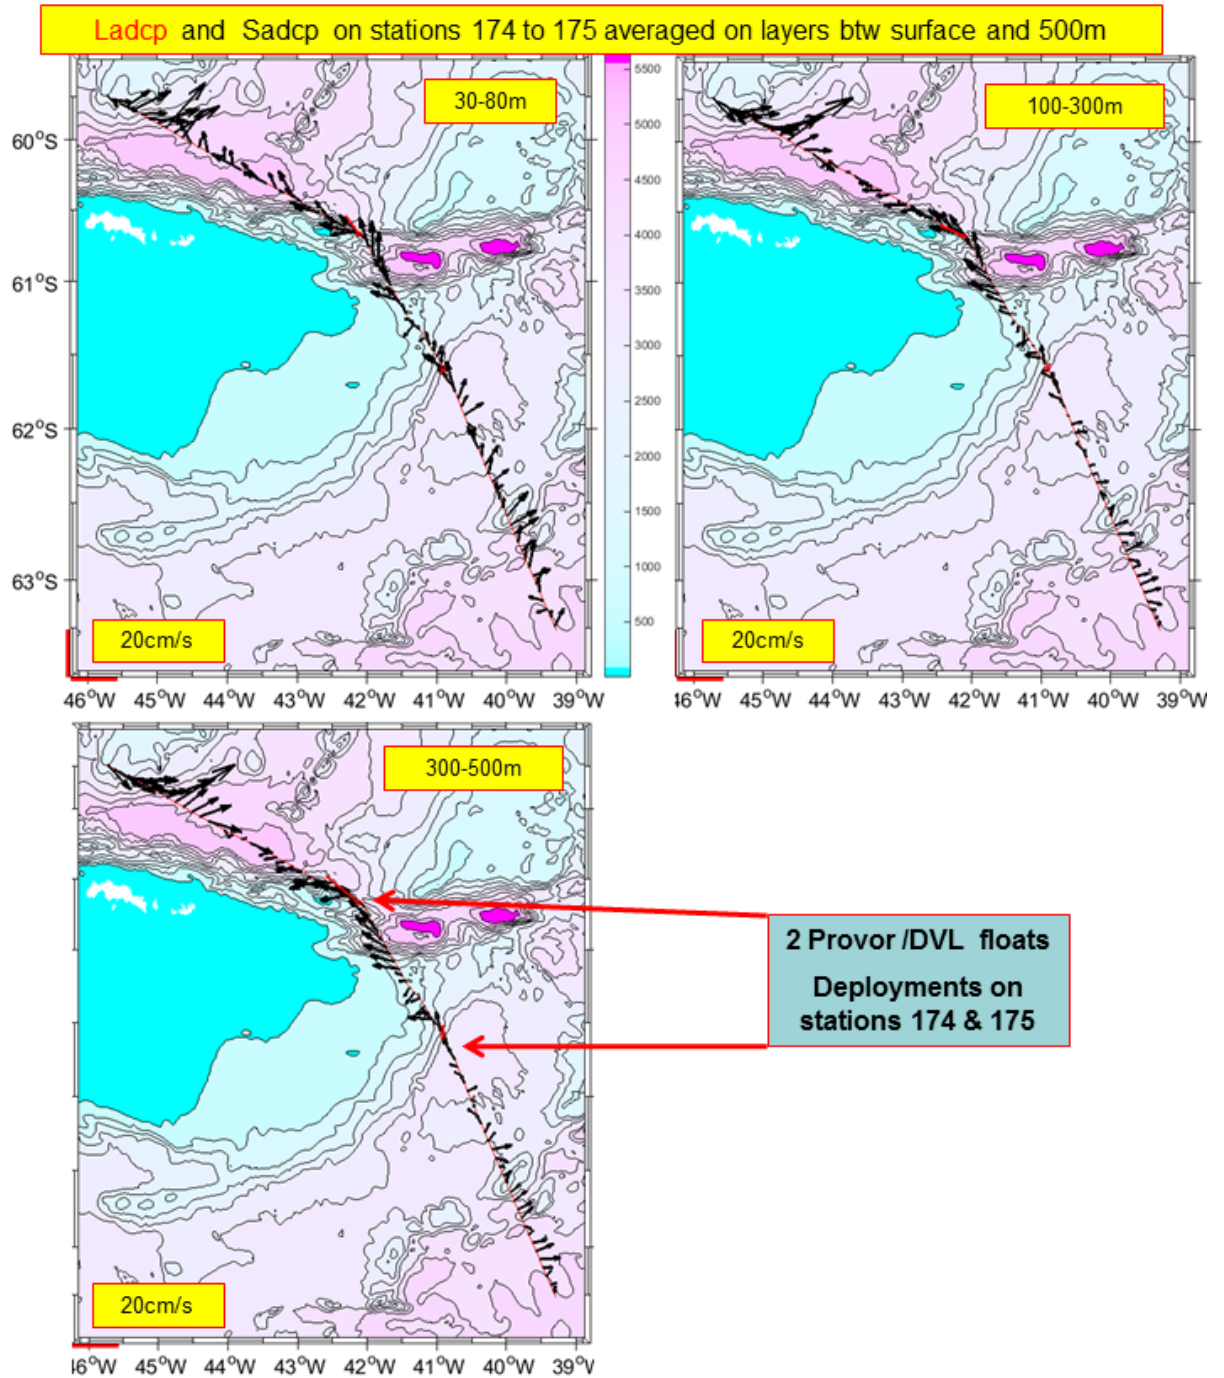 Ladcp and Sadcp on stations 174 to 175 averaged on layers btw surface and 500m
30-80m
100-300m
60°S
61°S
62°S
63°S
5500
5000
4500
4000
3500
3000
2500
2000
1500
1000
500
20cm/s
20cm/s
46°W 45°W 44°W 43°W 42°W 41°W 40°W 39°W
46°W 45°W 44°W 43°W 42°W 41°W 40°W 39°W
300-500m
2 Provor /DVL floats
Deployments on
stations 174 & 175
20cm/s
46°W 45°W 44°W 43°W 42°W 41°W 40°W 39°W